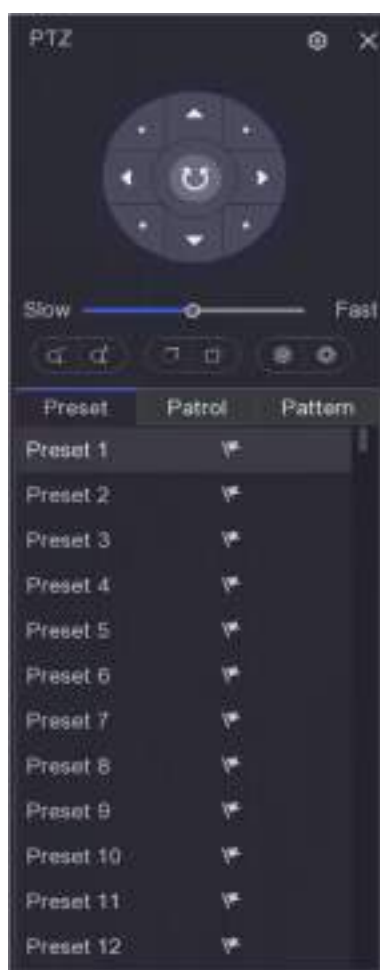 PTZ
Slow Fast
Preset Patrol Pattern
Preset 1
Preset 2
Preset 3
Preset 4
Preset 5
Preset 6
Preset 7
Preset 8
Preset 9
Preset 10
Preset 11
Preset 12